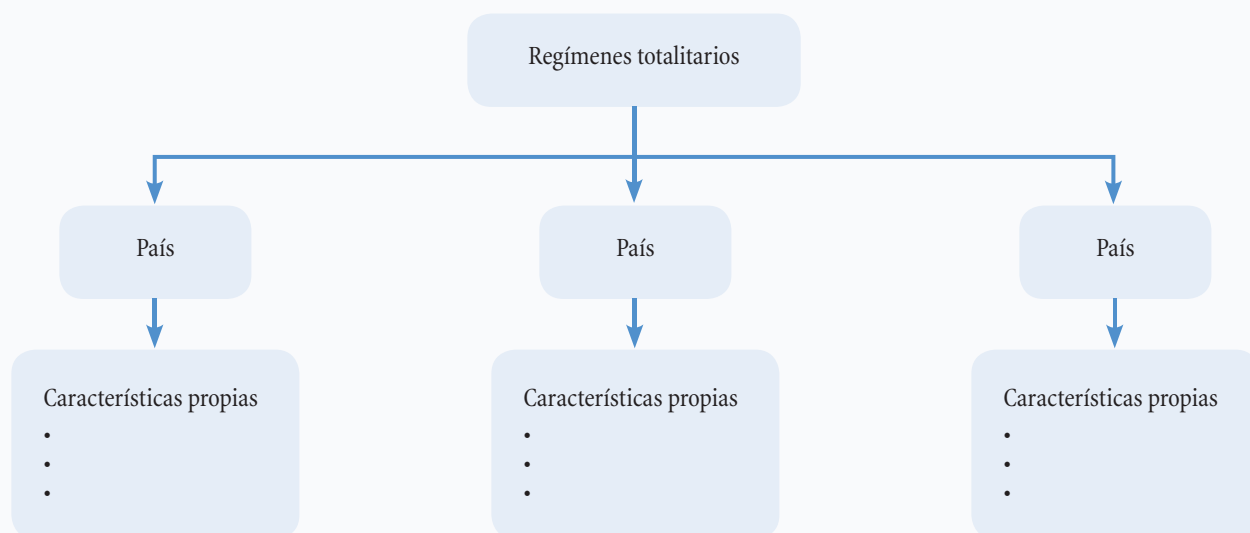 Regímenes totalitarios
País
País
País
Características propias
•
•
•
Características propias
•
•
•
Características propias
•
•
•